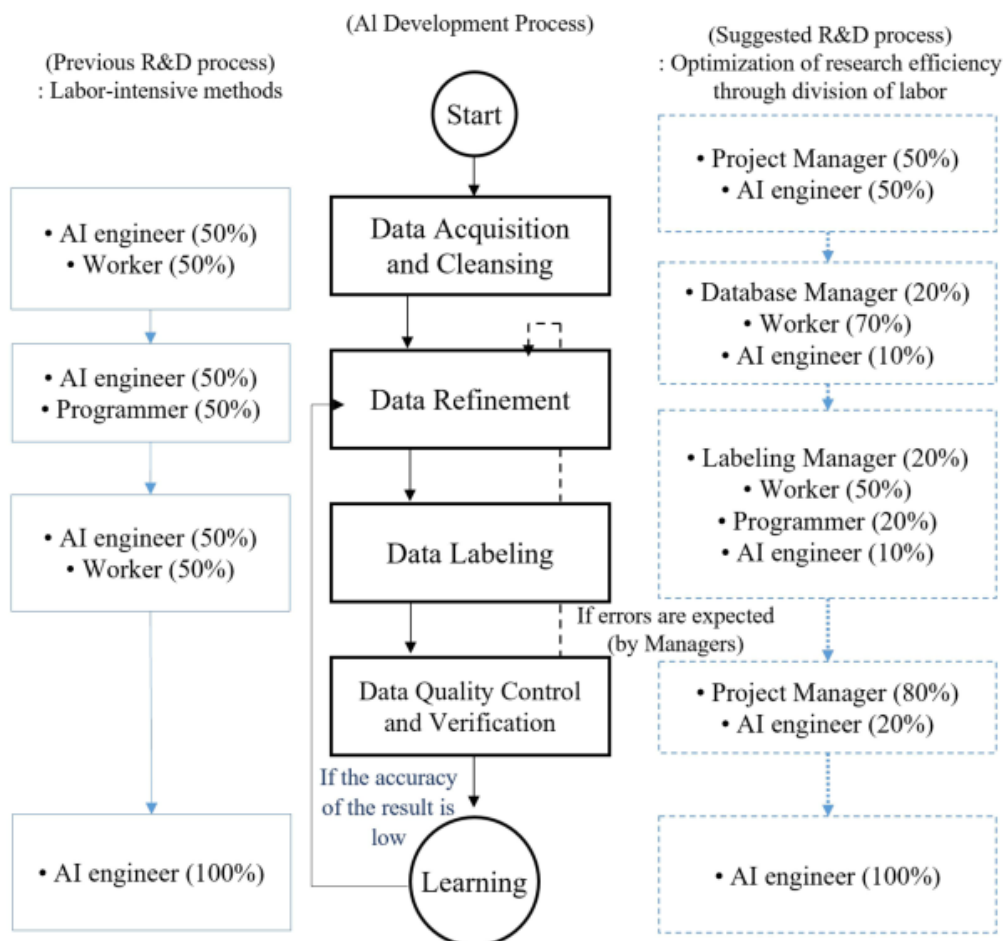 (AI Development Process)
(Previous R&D process)
: Labor-intensive methods
(Suggested R&D process)
: Optimization of research efficiency
through division of labor
Start
• Project Manager (50%)
• AI engineer (50%)
• AI engineer (50%)
• Worker (50%)
Data Acquisition
and Cleansing
• Database Manager (20%)
• Worker (70%)
• AI engineer (10%)
• AI engineer (50%)
• Programmer (50%)
Data Refinement
• Labeling Manager (20%)
• Worker (50%)
• Programmer (20%)
• AI engineer (10%)
• AI engineer (50%)
• Worker (50%)
Data Labeling
If errors are expected
(by Managers)
Data Quality Control
and Verification
• Project Manager (80%)
• AI engineer (20%)
If the accuracy
of the result is
low
• AI engineer (100%)
Learning
• AI engineer (100%)